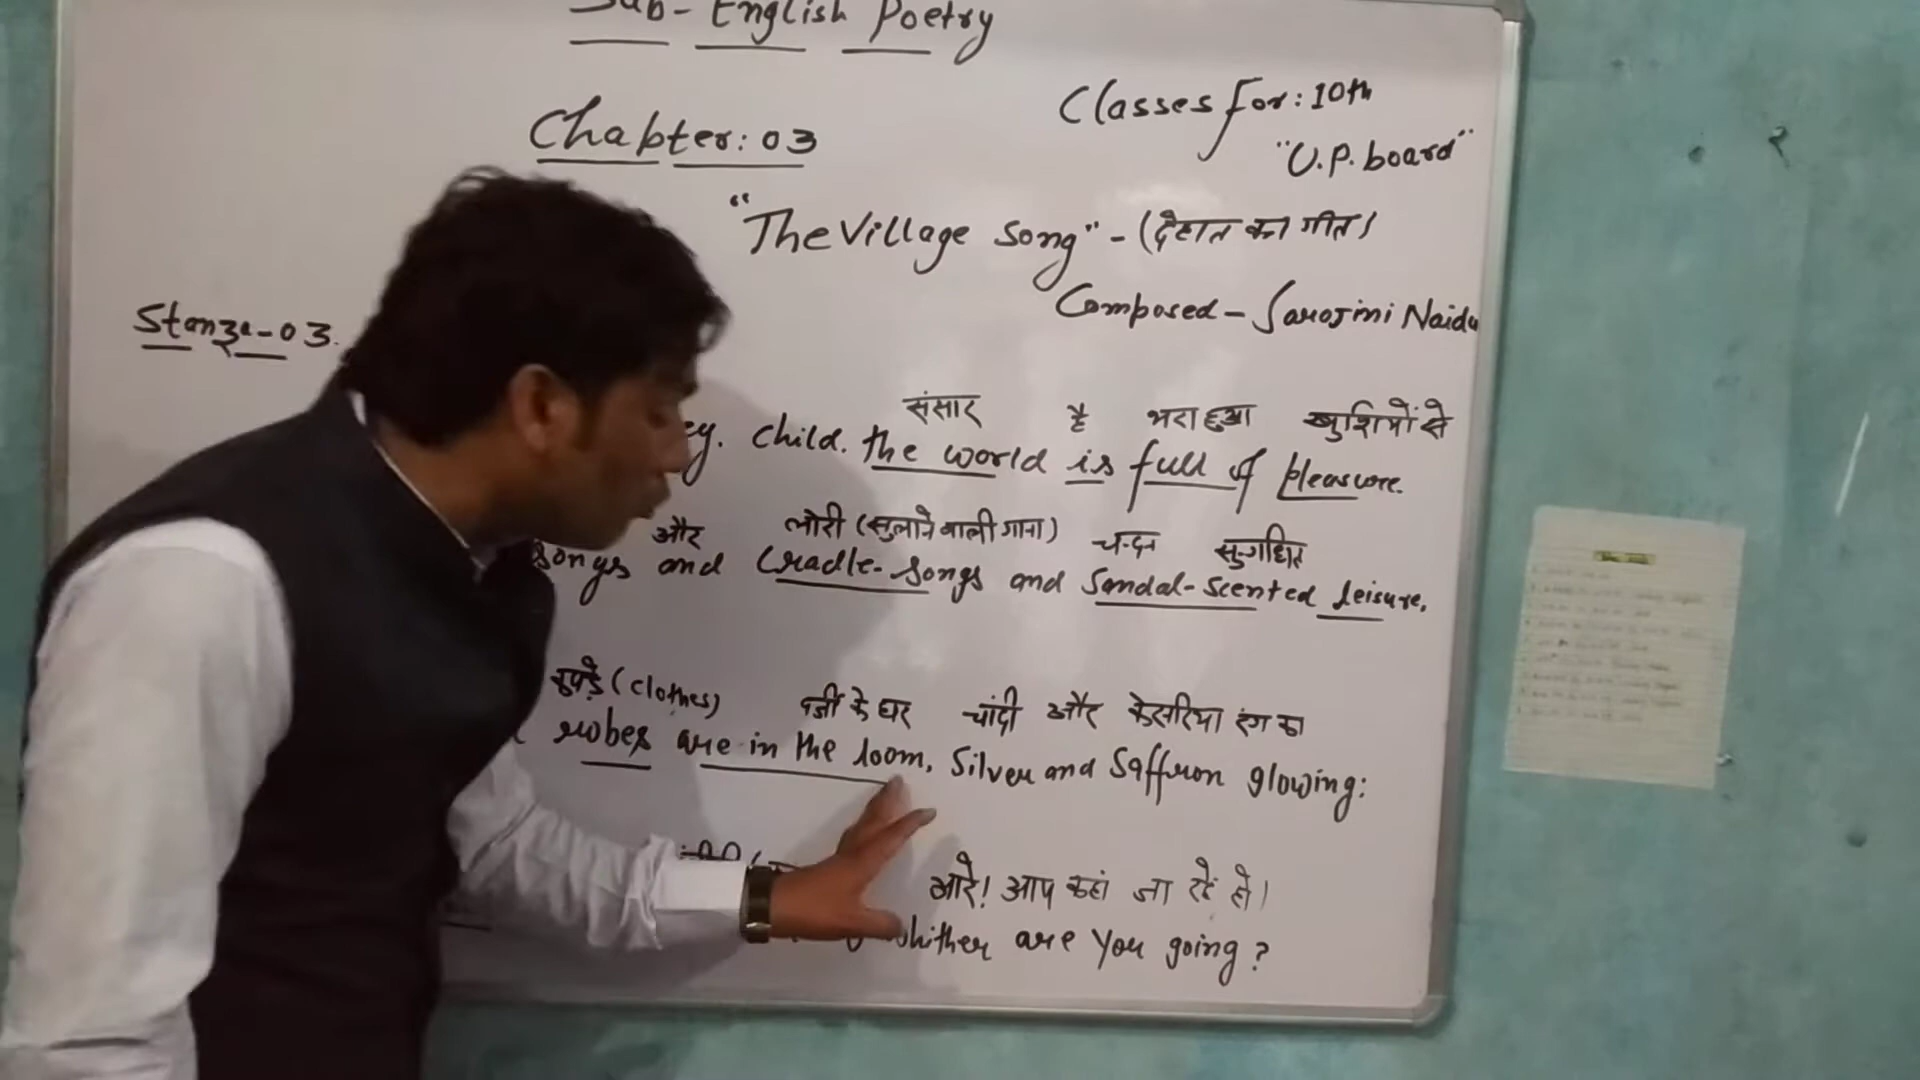 Sub- English Poetry
Classes for: 10th
Chapter: 03
"U.P. board"
"The Village Song" - (देहात का गीत)
Composed - Sarojini Naidu
Stanza-03.
संसार है भरा हुआ खुशियों से
Child. the world is full of pleasure.
और लोरी (सुलाने वाली गाना) चन्दन सुगन्धित
songs and Cradle-songs and Sandal-Scented leisure,
कपड़े (clothes) दर्जी के घर चांदी और केसरिया रंग का
robes are in the loom, Silver and Saffron glowing:
अरे! आप कहां जा रहे हो।
whither are you going?